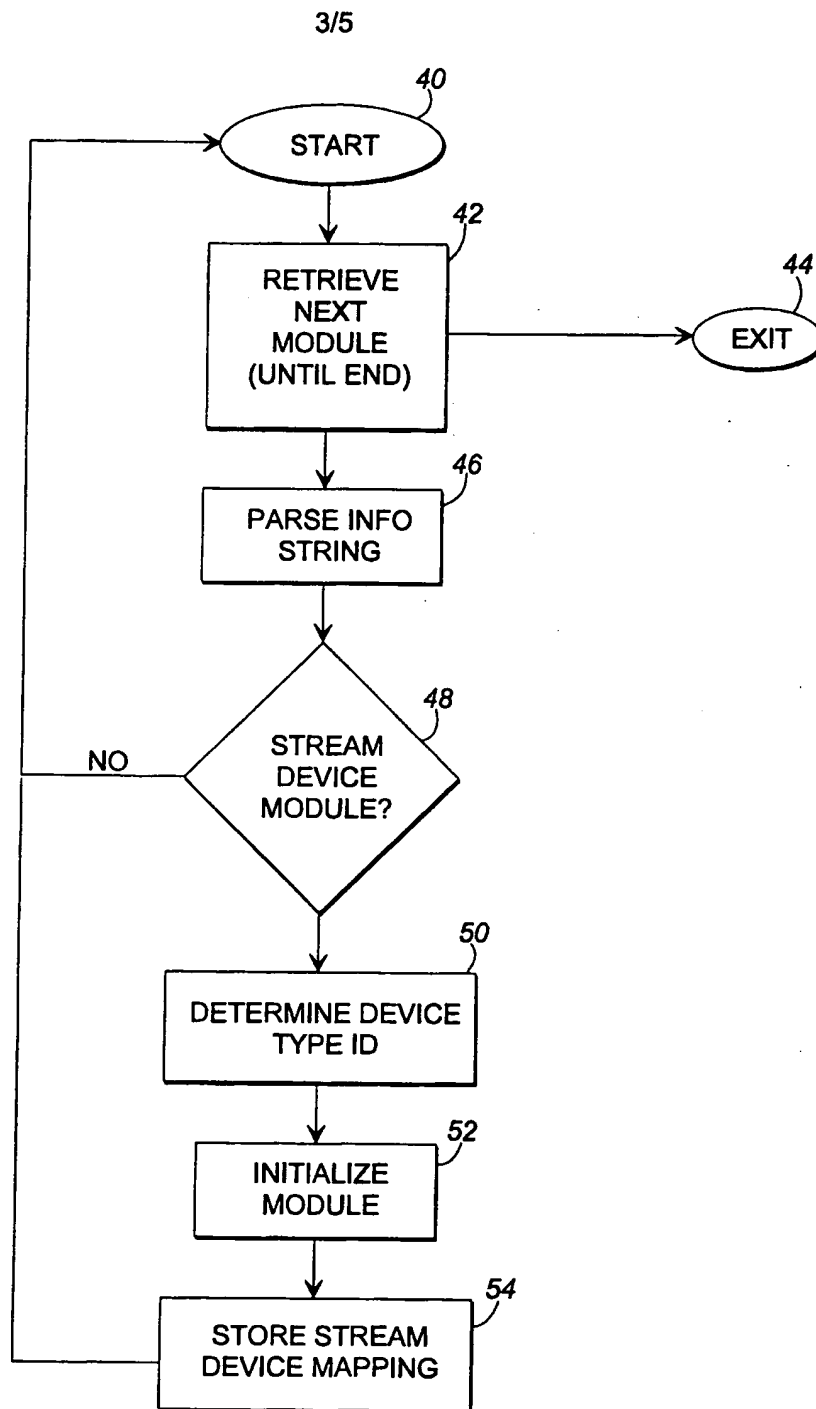 3/5
40
START
42
RETRIEVE
NEXT
MODULE
(UNTIL END)
44
EXIT
46
PARSE INFO
STRING
48
STREAM
DEVICE
MODULE?
NO
50
DETERMINE DEVICE
TYPE ID
52
INITIALIZE
MODULE
54
STORE STREAM
DEVICE MAPPING